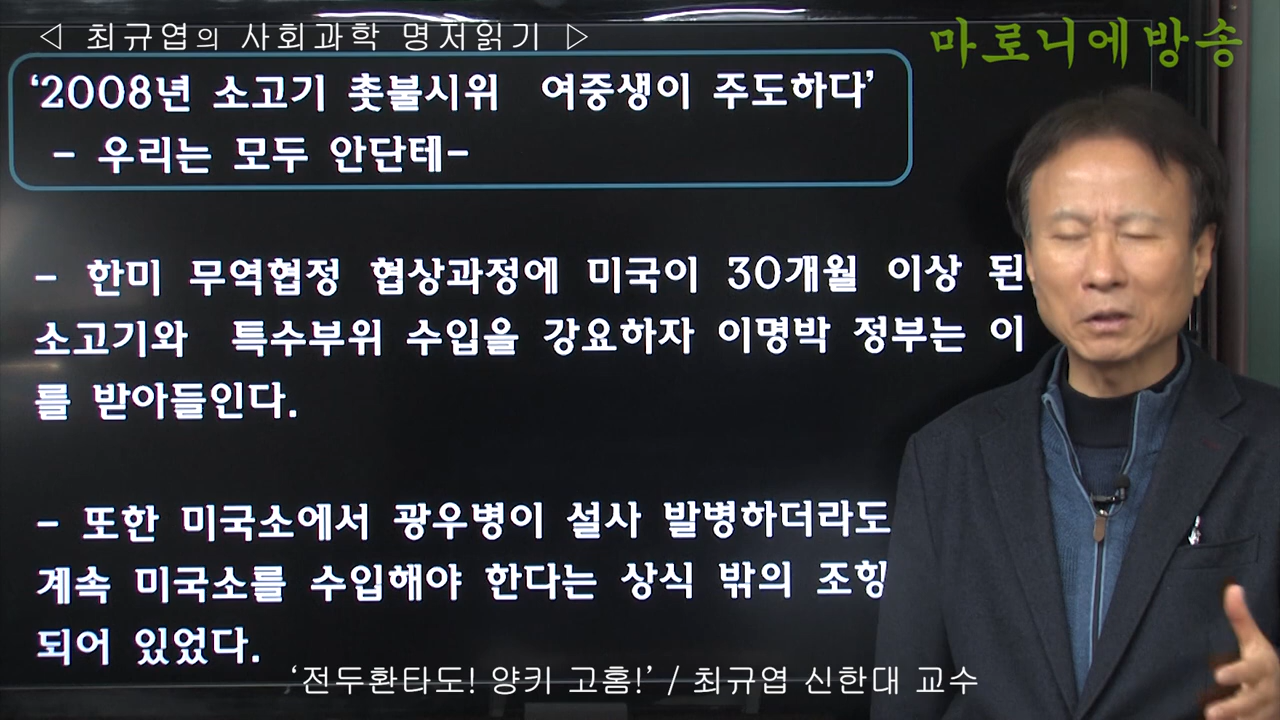 ◁ 최규엽의 사회과학 명저읽기 ▷
마로니에방송
‘2008년 소고기 촛불시위 여중생이 주도하다’
- 우리는 모두 안단테-
- 한미 무역협정 협상과정에 미국이 30개월 이상 된
소고기와 특수부위 수입을 강요하자 이명박 정부는 이
를 받아들인다.
- 또한 미국소에서 광우병이 설사 발병하더라도
계속 미국소를 수입해야 한다는 상식 밖의 조항
되어 있었다.
‘전두환타도! 양키 고홈!’ / 최규엽 신한대 교수